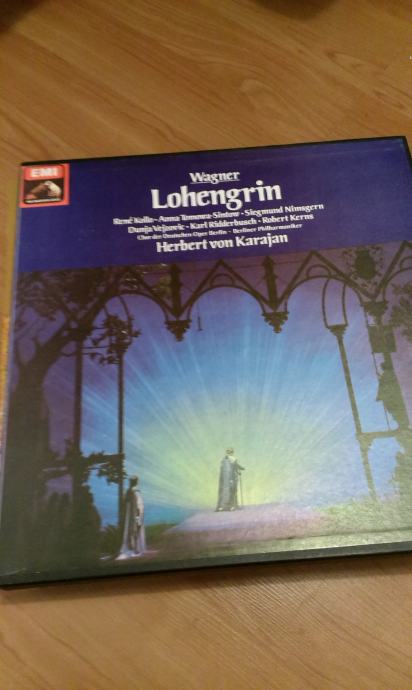 EMI
Wagner
Lohengrin
René Kollo · Anna Tomowa-Sintow · Siegmund Nimsgern
Dunja Vejzovic · Karl Ridderbusch · Robert Kerns
Chor der Deutschen Oper Berlin · Berliner Philharmoniker
Herbert von Karajan